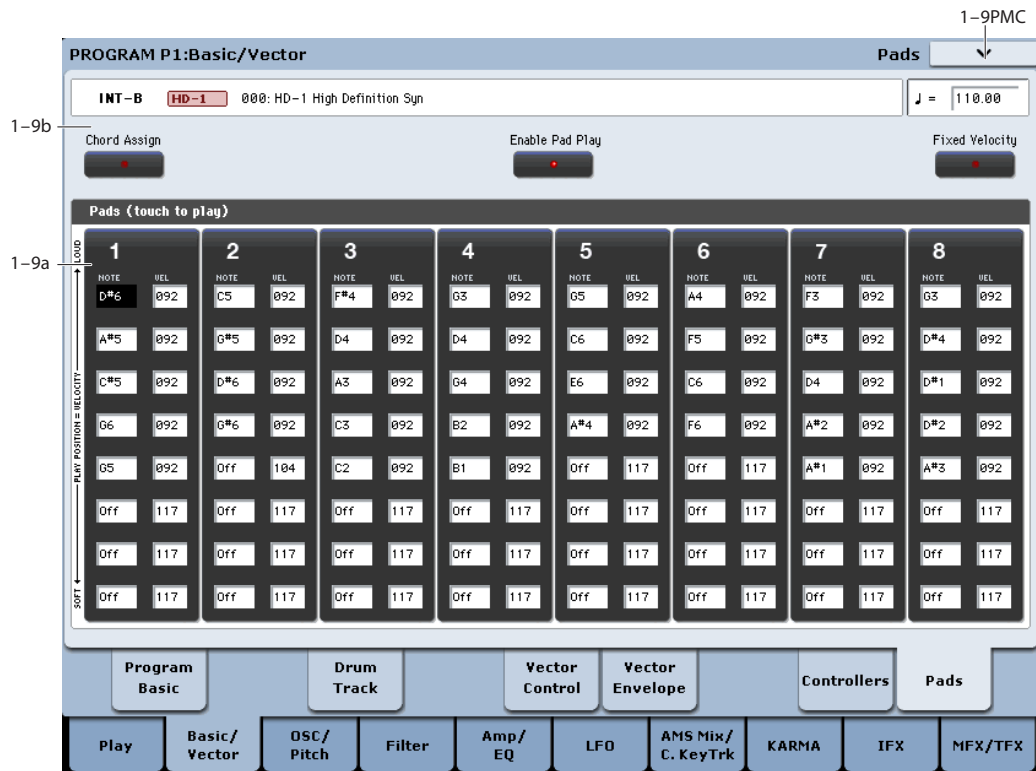 1–9PMC
PROGRAM P1:Basic/Vector Pads
INT-B HD-1 000: HD-1 High Definition Syn ♩ = 110.00
1–9b
Chord Assign Enable Pad Play Fixed Velocity
Pads (touch to play)
1–9a
LOUD
PLAY POSITION = VELOCITY
SOFT
1 2 3 4 5 6 7 8
NOTE VEL NOTE VEL NOTE VEL NOTE VEL NOTE VEL NOTE VEL NOTE VEL NOTE VEL
D#6 092 C5 092 F#4 092 G3 092 G5 092 A4 092 F3 092 G3 092
A#5 092 G#5 092 D4 092 D4 092 C6 092 F5 092 G#3 092 D#4 092
C#5 092 D#6 092 A3 092 G4 092 E6 092 C6 092 D4 092 D#1 092
G6 092 G#6 092 C3 092 B2 092 A#4 092 F6 092 A#2 092 D#2 092
G5 092 Off 104 C2 092 B1 092 Off 117 Off 117 A#1 092 A#3 092
Off 117 Off 117 Off 117 Off 117 Off 117 Off 117 Off 117 Off 117
Off 117 Off 117 Off 117 Off 117 Off 117 Off 117 Off 117 Off 117
Off 117 Off 117 Off 117 Off 117 Off 117 Off 117 Off 117 Off 117
Program Basic
Drum Track
Vector Control
Vector Envelope
Controllers
Pads
Play
Basic/ Vector
OSC/ Pitch
Filter
Amp/ EQ
LFO
AMS Mix/ C. KeyTrk
KARMA
IFX
MFX/TFX